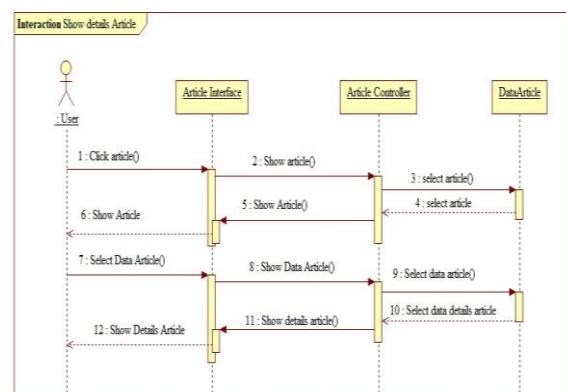 Interaction Show details Article
Article Interface
Article Controller
DataArticle
: User
1 : Click article()
2 : Show article()
3 : select article()
4 : select article
5 : Show Article()
6 : Show Article
7 : Select Data Article()
8 : Show Data Article()
9 : Select data article()
10 : Select data details article
11 : Show details article()
12 : Show Details Article